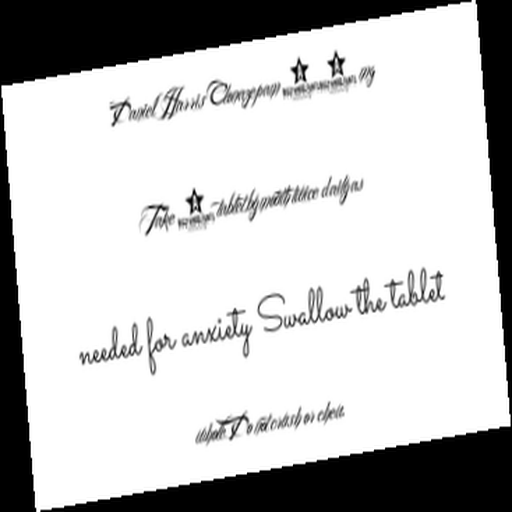 Daniel Harris Clonazepam mg
Take tablet by mouth twice daily as
needed for anxiety Swallow the tablet
whole Do not crush or chew